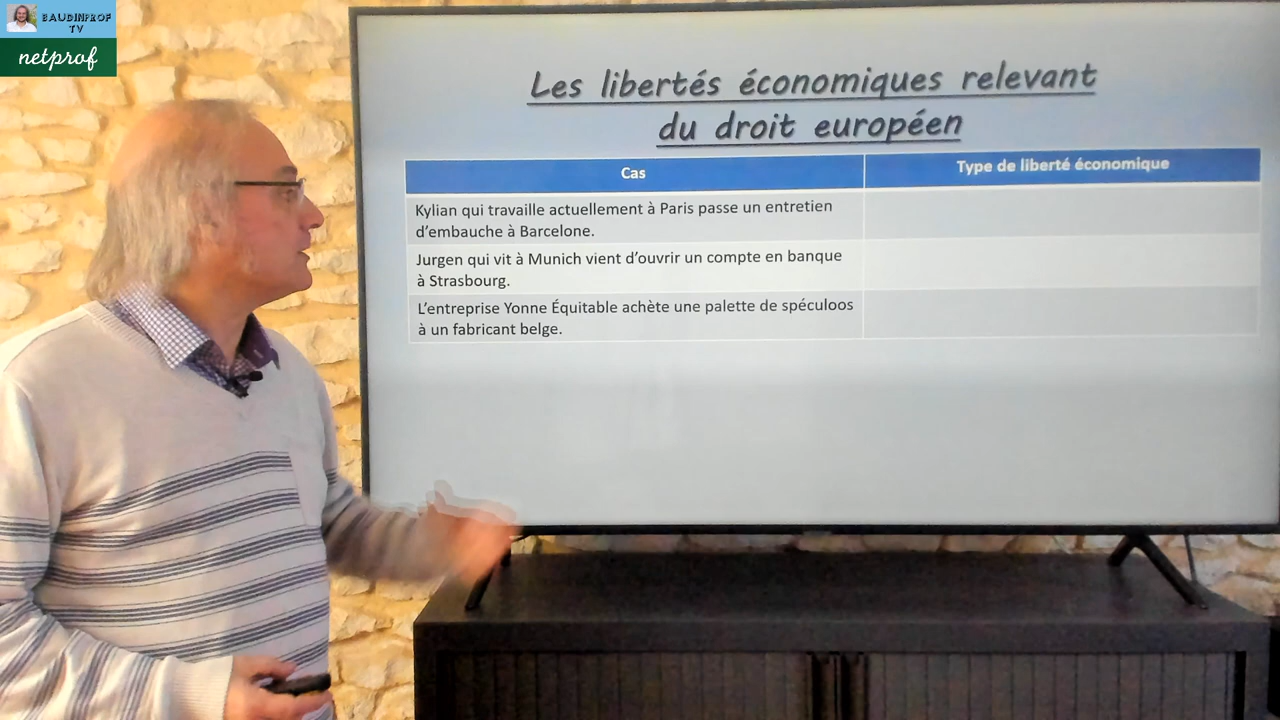 BAUDINPROF
TV
netprof
Les libertés économiques relevant
du droit européen
Cas
Type de liberté économique
Kylian qui travaille actuellement à Paris passe un entretien
d'embauche à Barcelone.
Jurgen qui vit à Munich vient d'ouvrir un compte en banque
à Strasbourg.
L'entreprise Yonne Équitable achète une palette de spéculoos
à un fabricant belge.